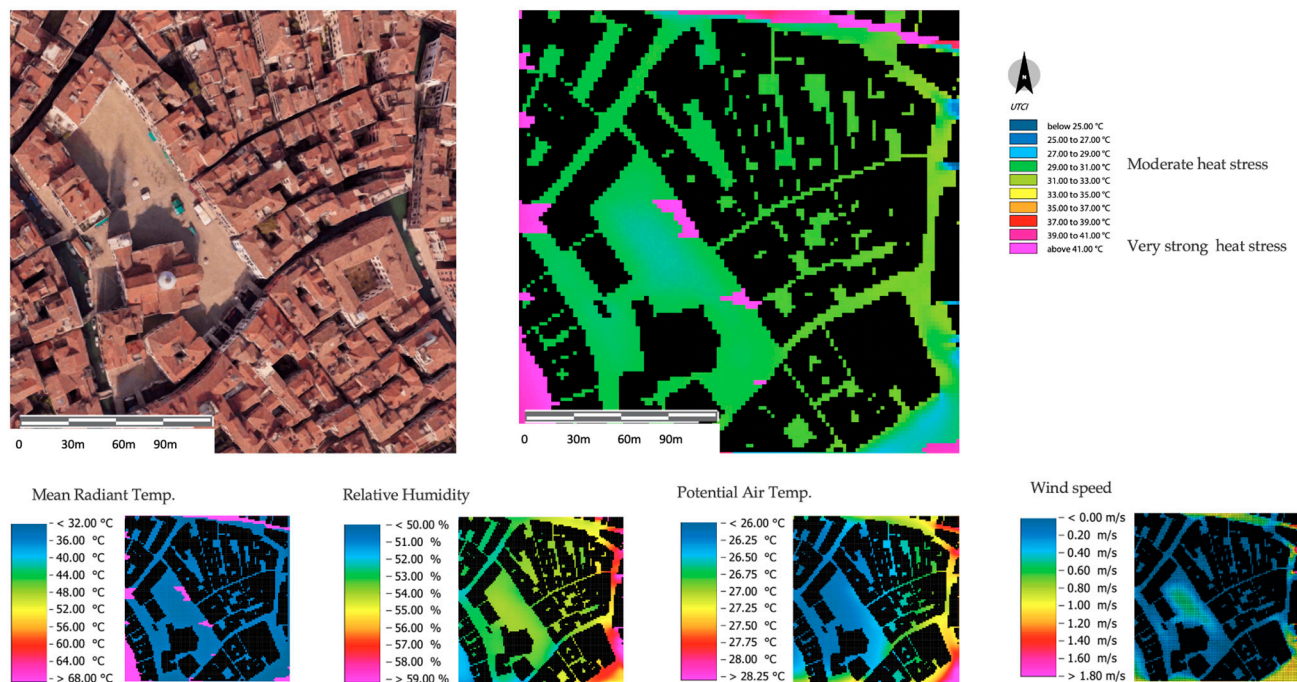 0 30m 60m 90m
0 30m 60m 90m
N
UTCI
below 25.00 °C
25.00 to 27.00 °C
27.00 to 29.00 °C
29.00 to 31.00 °C
31.00 to 33.00 °C
33.00 to 35.00 °C
35.00 to 37.00 °C
37.00 to 39.00 °C
39.00 to 41.00 °C
above 41.00 °C
Moderate heat stress
Very strong heat stress
Mean Radiant Temp.
< 32.00 °C
36.00 °C
40.00 °C
44.00 °C
48.00 °C
52.00 °C
56.00 °C
60.00 °C
64.00 °C
> 68.00 °C
Relative Humidity
< 50.00 %
51.00 %
52.00 %
53.00 %
54.00 %
55.00 %
56.00 %
57.00 %
58.00 %
> 59.00 %
Potential Air Temp.
< 26.00 °C
26.25 °C
26.50 °C
26.75 °C
27.00 °C
27.25 °C
27.50 °C
27.75 °C
28.00 °C
> 28.25 °C
Wind speed
< 0.00 m/s
0.20 m/s
0.40 m/s
0.60 m/s
0.80 m/s
1.00 m/s
1.20 m/s
1.40 m/s
1.60 m/s
> 1.80 m/s